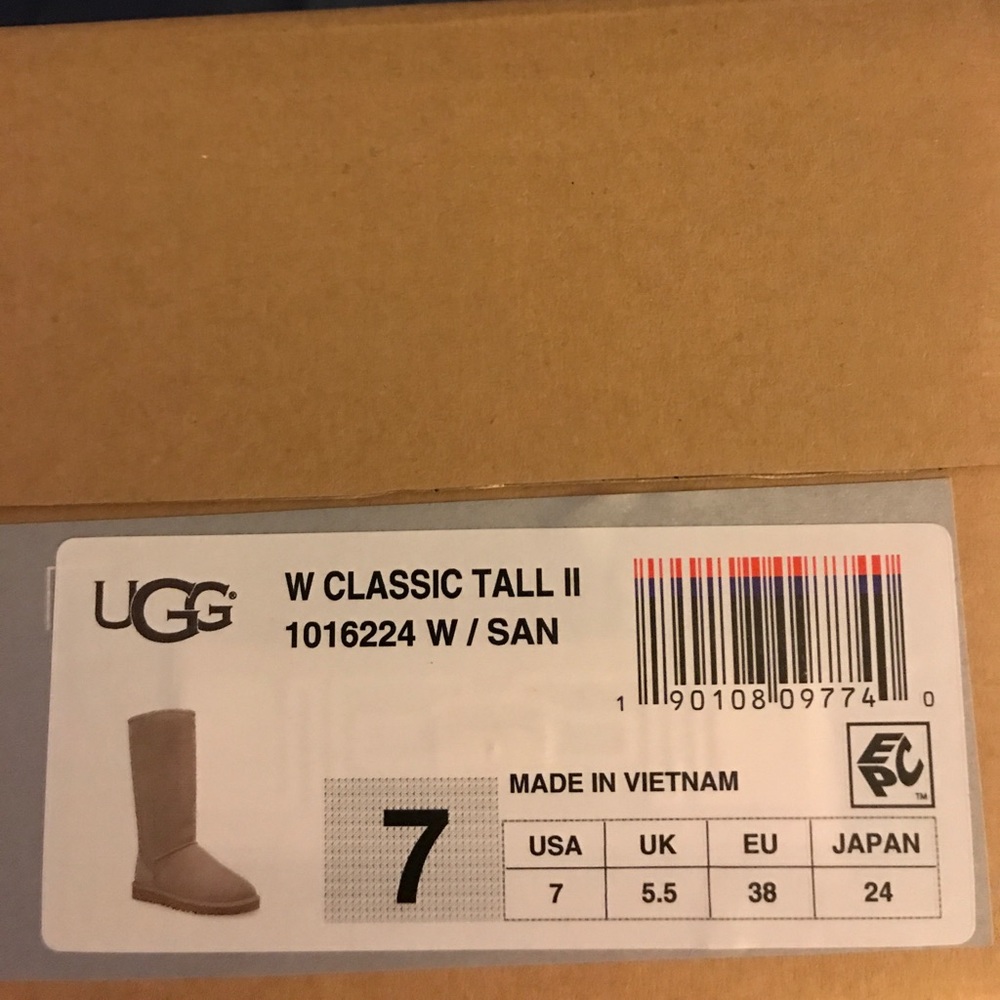 UGG®
W CLASSIC TALL II
1016224 W / SAN
1 90108 09774 0
EPC™
MADE IN VIETNAM
7
USA UK EU JAPAN
7 5.5 38 24